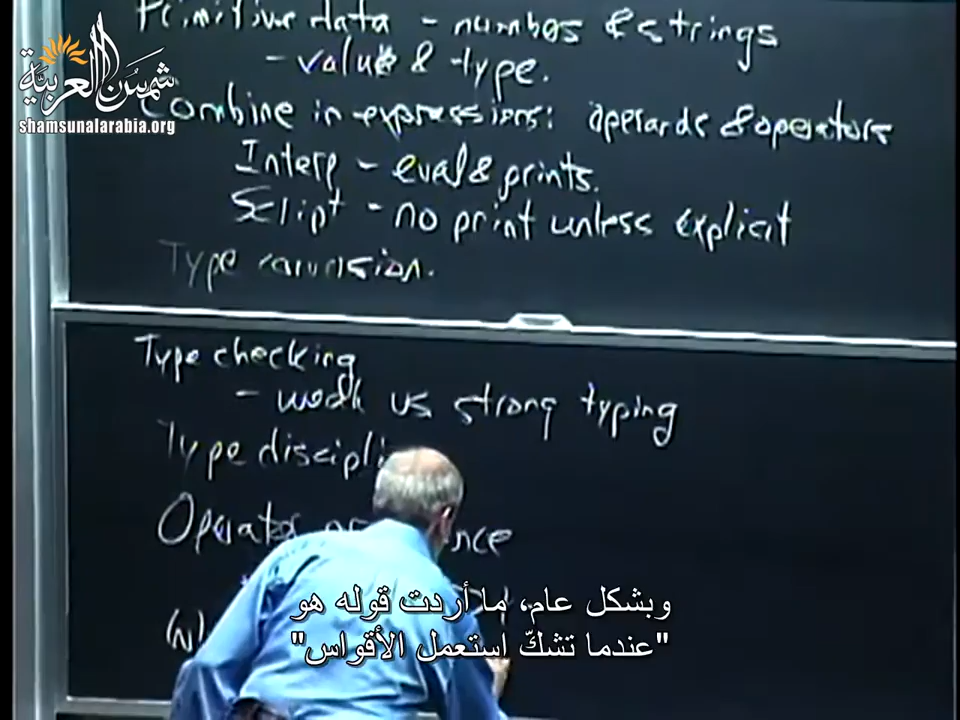 Primitive data - numbers & strings
- value & type.
شمس العربية
shamsunalarabia.org
Combine in expressions: operands & operators
Interp - eval & prints.
Script - no print unless explicit
Type conversion.
Type checking
- weak vs strong typing
Type discipli
Operator nce
وبشكل عام، ما أردت قوله هو
"عندما تشكّ استعمل الأقواس"